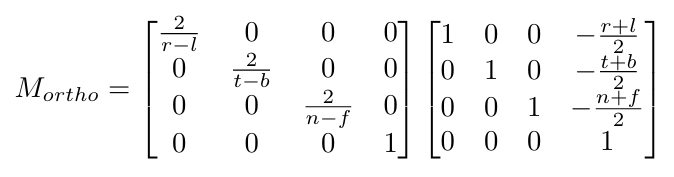 $M_{ortho} = \begin{bmatrix} \frac{2}{r-l} & 0 & 0 & 0 \\ 0 & \frac{2}{t-b} & 0 & 0 \\ 0 & 0 & \frac{2}{n-f} & 0 \\ 0 & 0 & 0 & 1 \end{bmatrix} \begin{bmatrix} 1 & 0 & 0 & -\frac{r+l}{2} \\ 0 & 1 & 0 & -\frac{t+b}{2} \\ 0 & 0 & 1 & -\frac{n+f}{2} \\ 0 & 0 & 0 & 1 \end{bmatrix}$